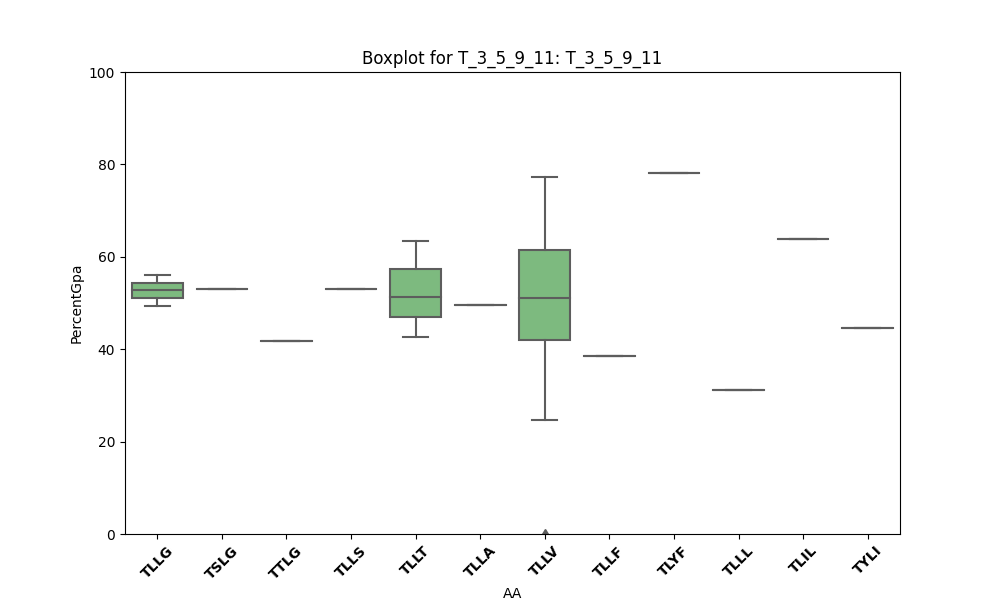 Boxplot for T_3_5_9_11: T_3_5_9_11
100
80
60
40
20
0
PercentGpa
TLLG TSLG TTLG TLLS TLLT TLLA TLLV TLLF TLYF TLLL TLIL TYLI
AA